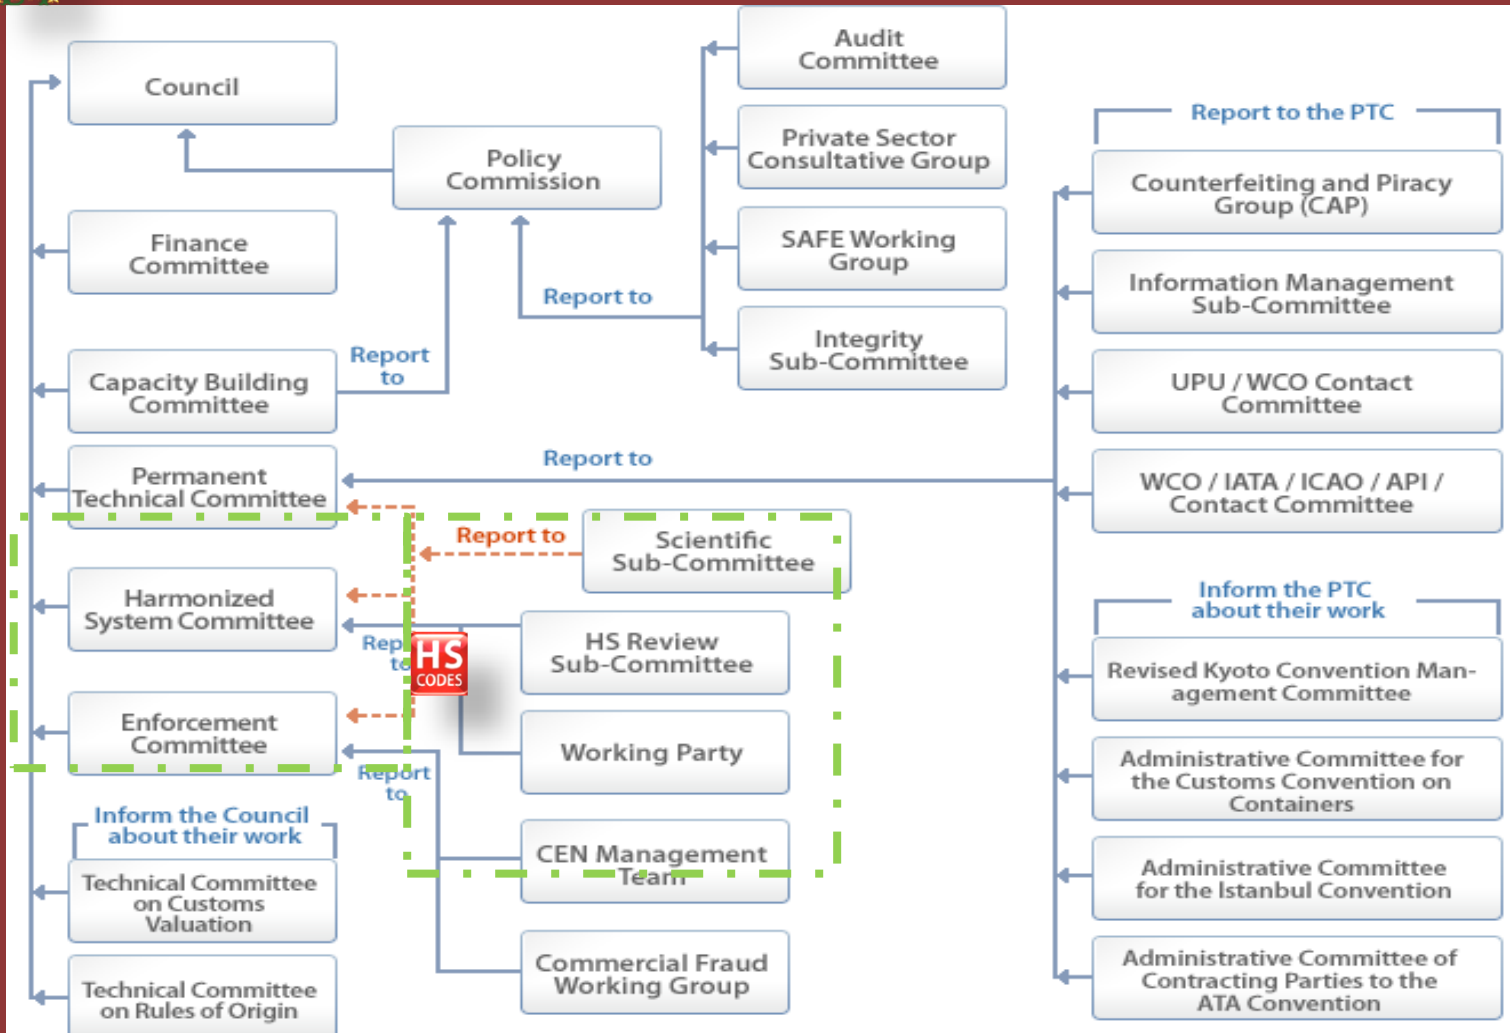 Council
Policy
Commission
Finance
Committee
Capacity Building
Committee
Report
to
Permanent
Technical Committee
Harmonized
System Committee
Enforcement
Committee
Inform the Council
about their work
Technical Committee
on Customs
Valuation
Technical Committee
on Rules of Origin
Audit
Committee
Private Sector
Consultative Group
SAFE Working
Group
Integrity
Sub-Committee
Report to
Report to
Report to
Scientific
Sub-Committee
HS
CODES
to
HS Review
Sub-Committee
Working Party
Report
to
CEN Management
Team
Commercial Fraud
Working Group
Report to the PTC
Counterfeiting and Piracy
Group (CAP)
Information Management
Sub-Committee
UPU / WCO Contact
Committee
WCO / IATA / ICAO / API /
Contact Committee
Inform the PTC
about their work
Revised Kyoto Convention Man-
agement Committee
Administrative Committee for
the Customs Convention on
Containers
Administrative Committee
for the Istanbul Convention
Administrative Committee of
Contracting Parties to the
ATA Convention